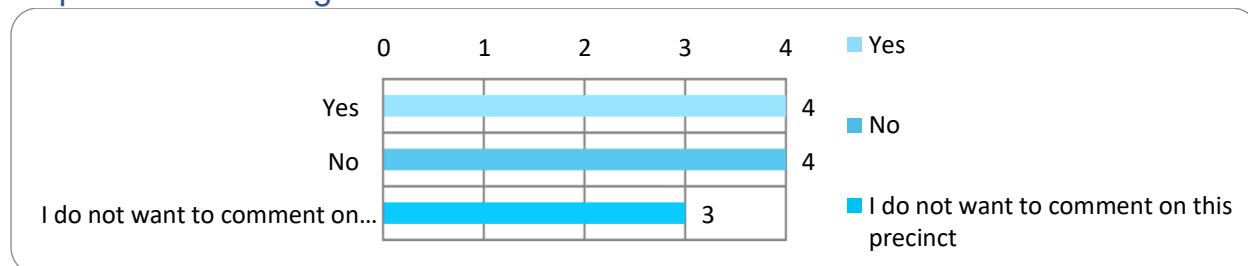 0 1 2 3 4
Yes 4
No 4
I do not want to comment on... 3
Yes
No
I do not want to comment on this
precinct